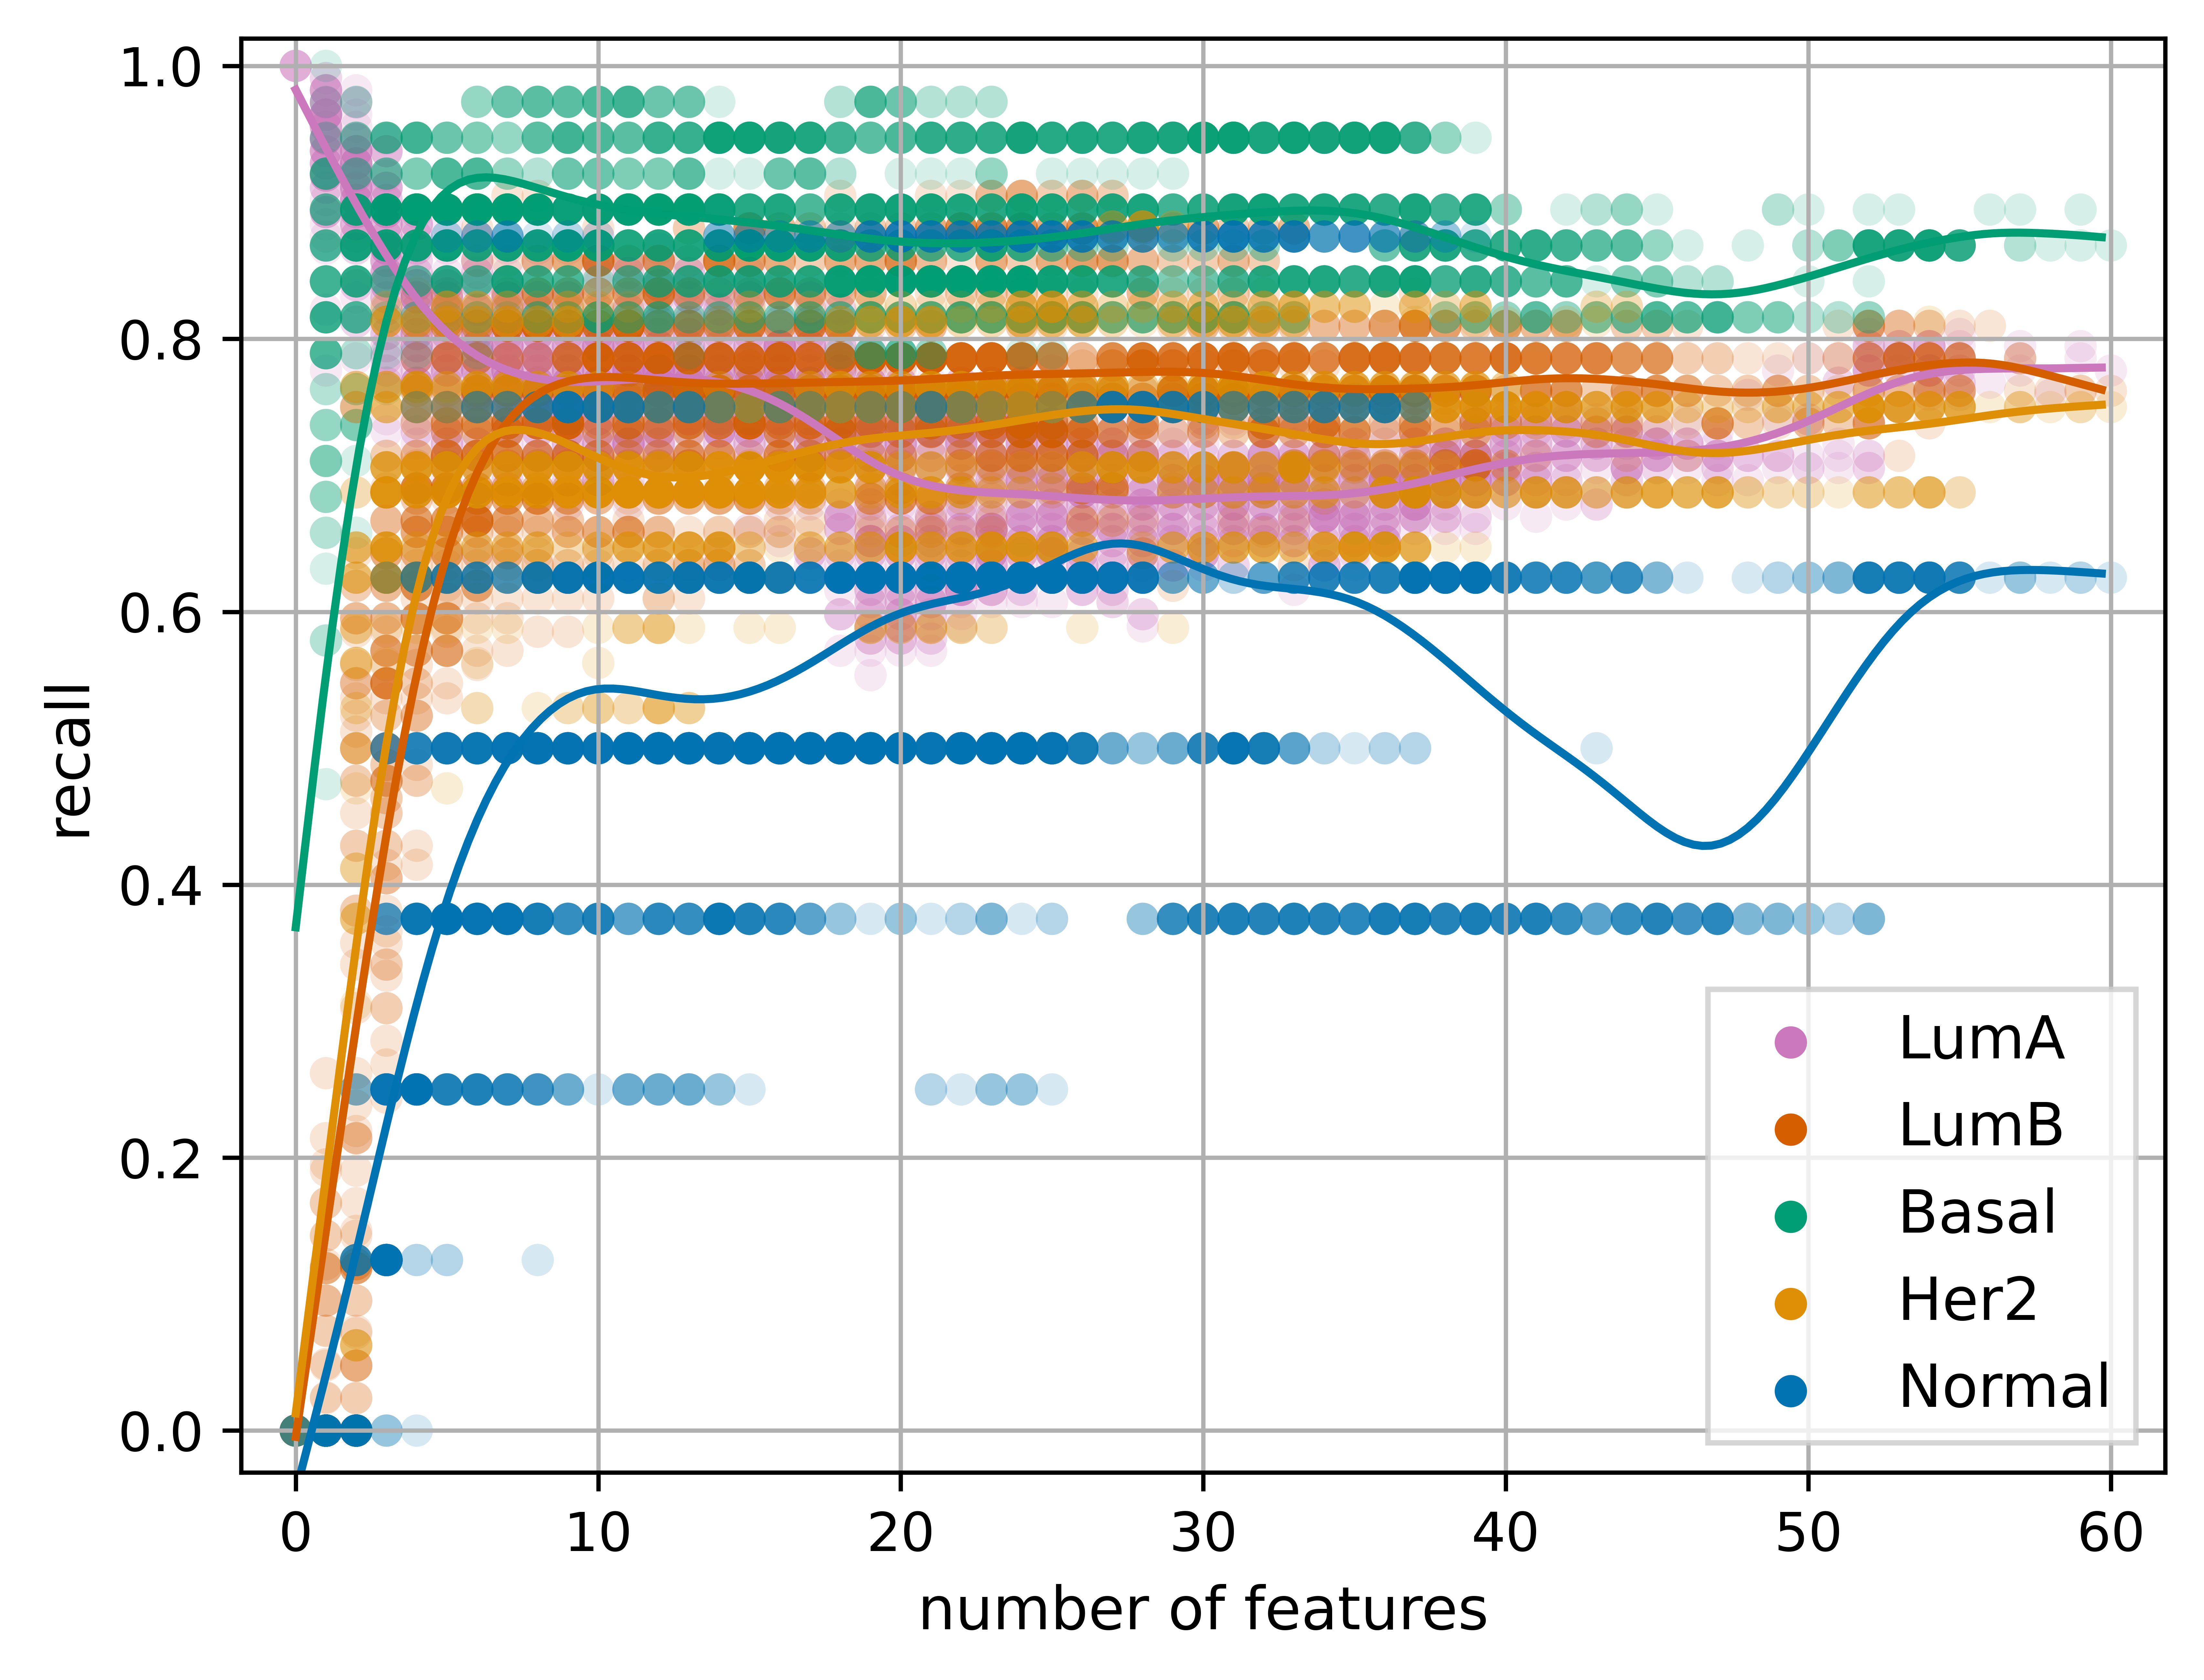 1.0
0.8
0.6
0.4
0.2
0.0
recall
LumA
LumB
Basal
Her2
Normal
0 10 20 30 40 50 60
number of features